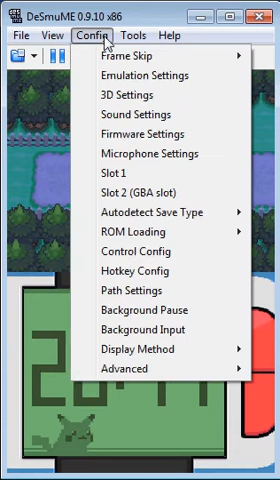 DeSmuME 0.9.10 x86
File View Config Tools Help
Frame Skip
Emulation Settings
3D Settings
Sound Settings
Firmware Settings
Microphone Settings
Slot 1
Slot 2 (GBA slot)
Autodetect Save Type
ROM Loading
Control Config
Hotkey Config
Path Settings
Background Pause
Background Input
Display Method
Advanced